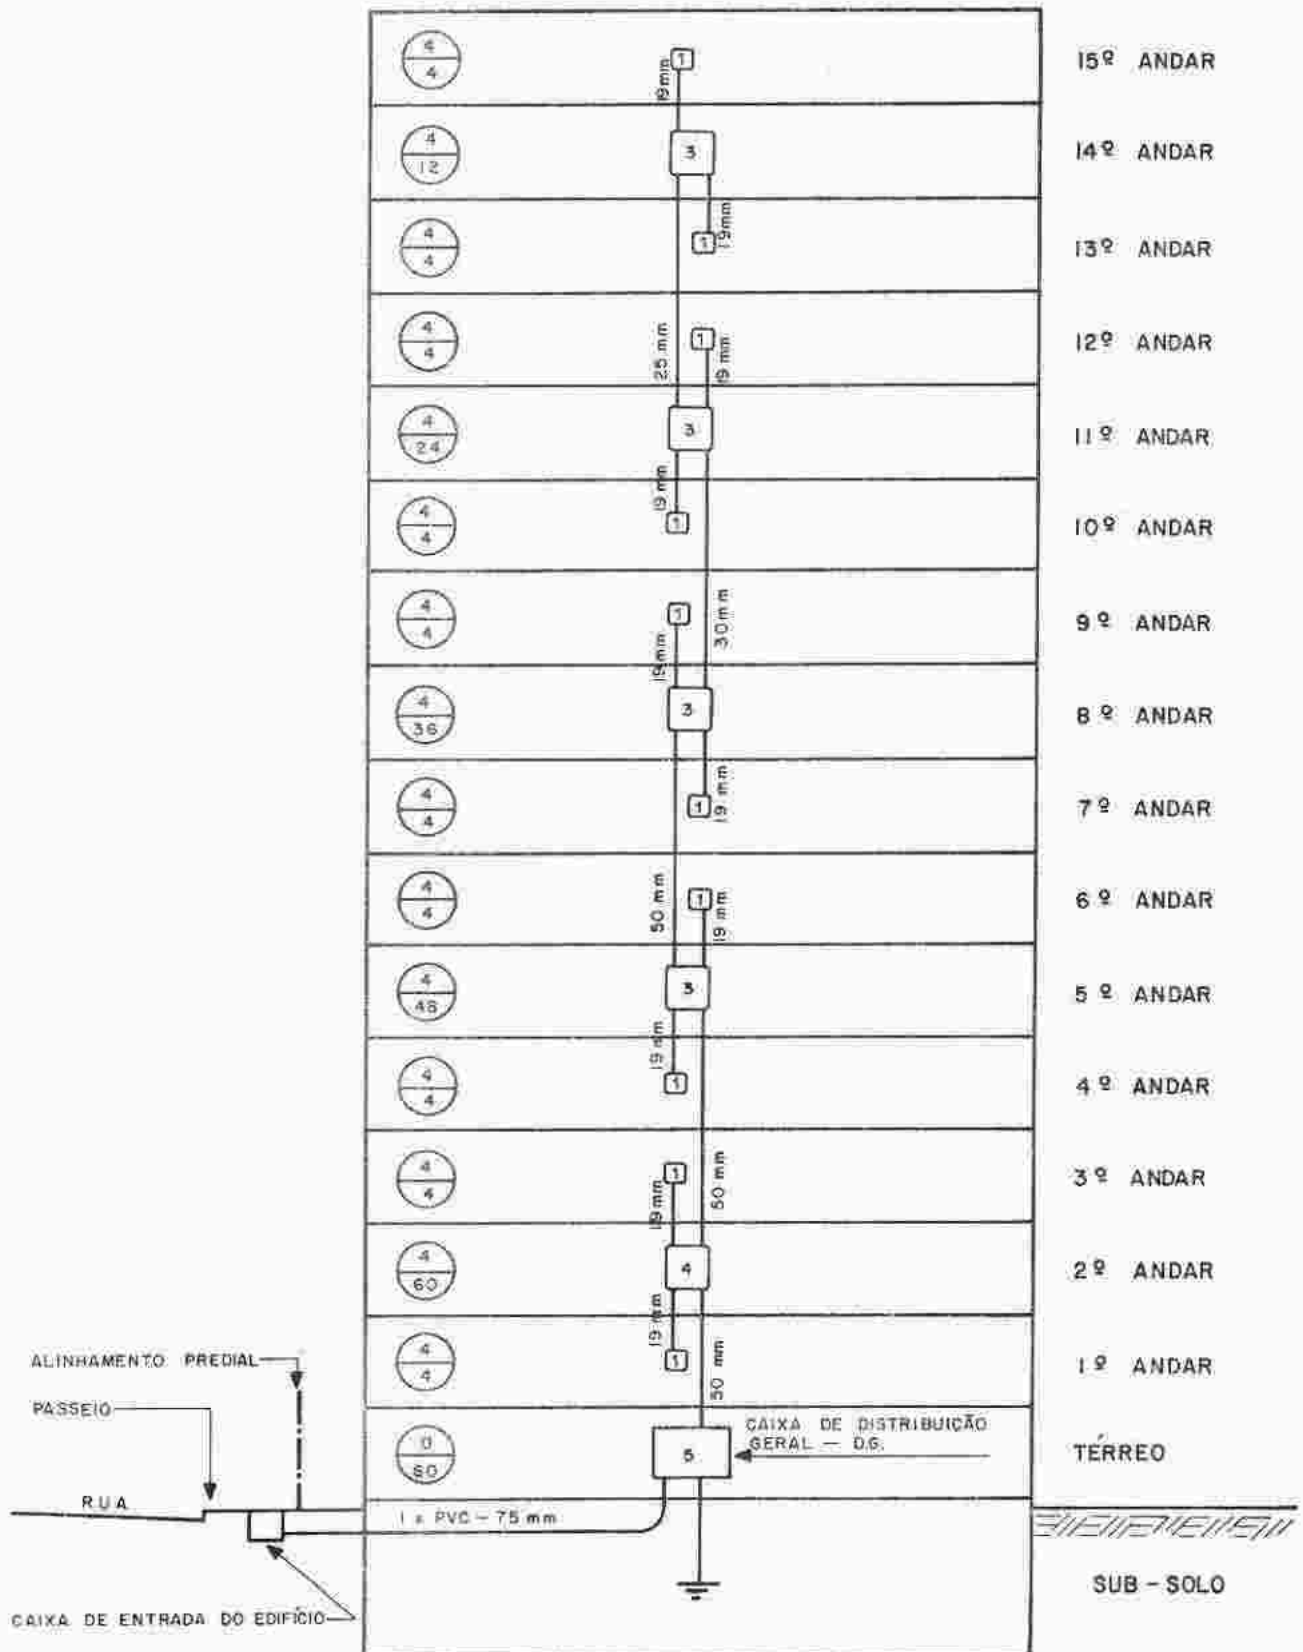 4
4
1
19mm
15º ANDAR
4
12
3
14º ANDAR
4
4
1
19mm
13º ANDAR
4
4
25 mm
1
19 mm
12º ANDAR
4
24
3
11º ANDAR
4
4
19 mm
1
10º ANDAR
4
4
1
19mm
30mm
9º ANDAR
4
36
3
8º ANDAR
4
4
1
19 mm
7º ANDAR
4
4
50 mm
1
19 mm
6º ANDAR
4
48
3
5º ANDAR
4
4
19 mm
1
4º ANDAR
4
4
1
19mm
50 mm
3º ANDAR
4
60
4
2º ANDAR
4
4
19 mm
1
50 mm
1º ANDAR
ALINHAMENTO PREDIAL
PASSEIO
0
60
5
CAIXA DE DISTRIBUIÇÃO
GERAL – D.G.
TÉRREO
RUA
1 x PVC – 75 mm
SUB - SOLO
CAIXA DE ENTRADA DO EDIFÍCIO